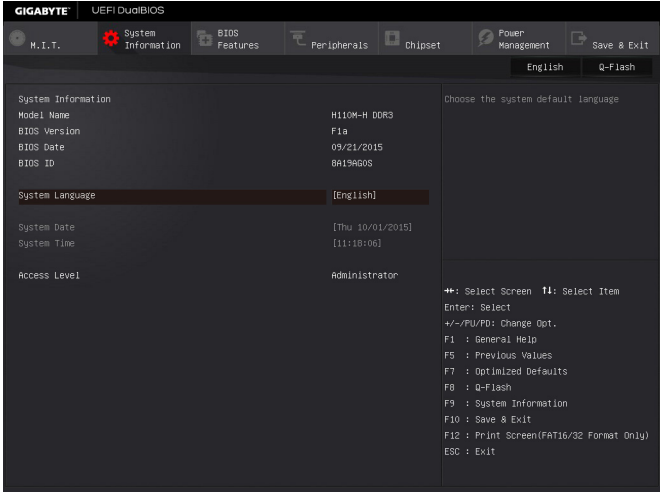 GIGABYTE™ UEFI DualBIOS
M.I.T. System Information BIOS Features Peripherals Chipset Power Management Save & Exit
English Q-Flash
System Information
Model Name H110M-H DDR3
BIOS Version F1a
BIOS Date 09/21/2015
BIOS ID 8A19AG0S
System Language [English]
System Date [Thu 10/01/2015]
System Time [11:18:06]
Access Level Administrator
Choose the system default language
→←: Select Screen ↑↓: Select Item
Enter: Select
+/-/PU/PD: Change Opt.
F1 : General Help
F5 : Previous Values
F7 : Optimized Defaults
F8 : Q-Flash
F9 : System Information
F10 : Save & Exit
F12 : Print Screen(FAT16/32 Format Only)
ESC : Exit